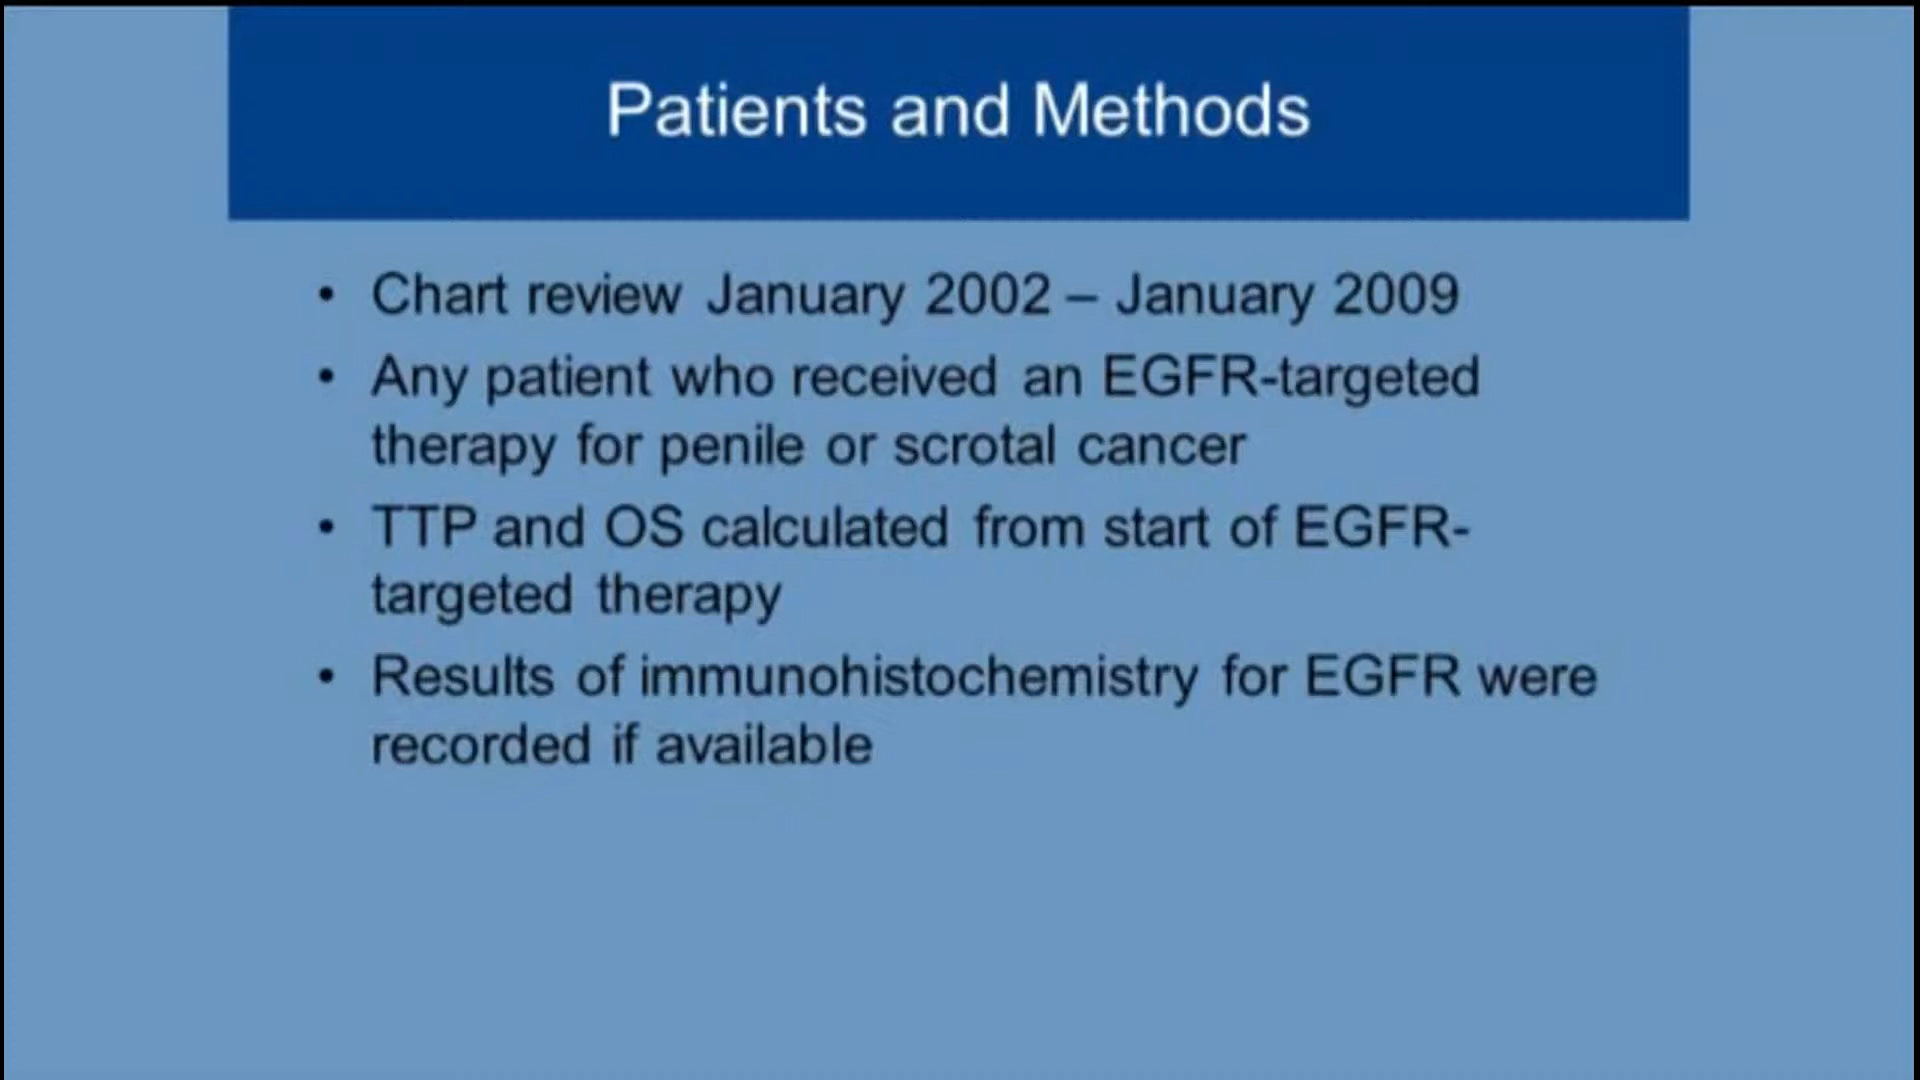 Patients and Methods
• Chart review January 2002 – January 2009
• Any patient who received an EGFR-targeted
therapy for penile or scrotal cancer
• TTP and OS calculated from start of EGFR-
targeted therapy
• Results of immunohistochemistry for EGFR were
recorded if available